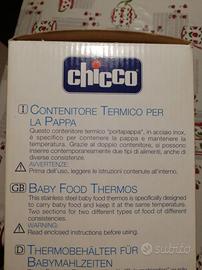 chicco
I CONTENITORE TERMICO PER
LA PAPPA
Questo contenitore termico "portapappa", in acciao inox,
è specifico per contenere la pappa e mantenere la
temperatura. Grazie al doppio contenitore, si possono
inserire contemporaneamente due tipi di alimenti, anche di
diverse consistenze.
AVVERTENZE:
Prima dell'uso, leggere le istruzioni contenute all'interno.
GB BABY FOOD THERMOS
This stainless steel baby food thermos is specifically designed
to carry baby food and keep it at the same temperature.
Two sections for two different types of food of different
consistencies.
WARNING:
Read enclosed instructions before using.
D THERMOBEHÄLTER FÜR
BABYMAHLZEITEN
subito